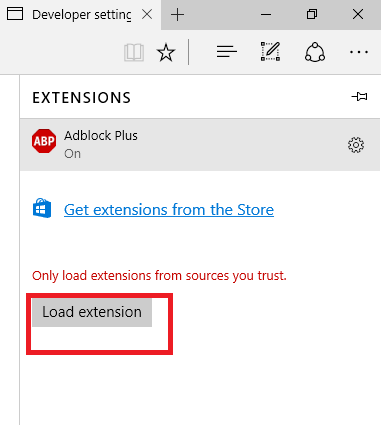 Developer setting
EXTENSIONS
ABP
Adblock Plus
On
Get extensions from the Store
Only load extensions from sources you trust.
Load extension